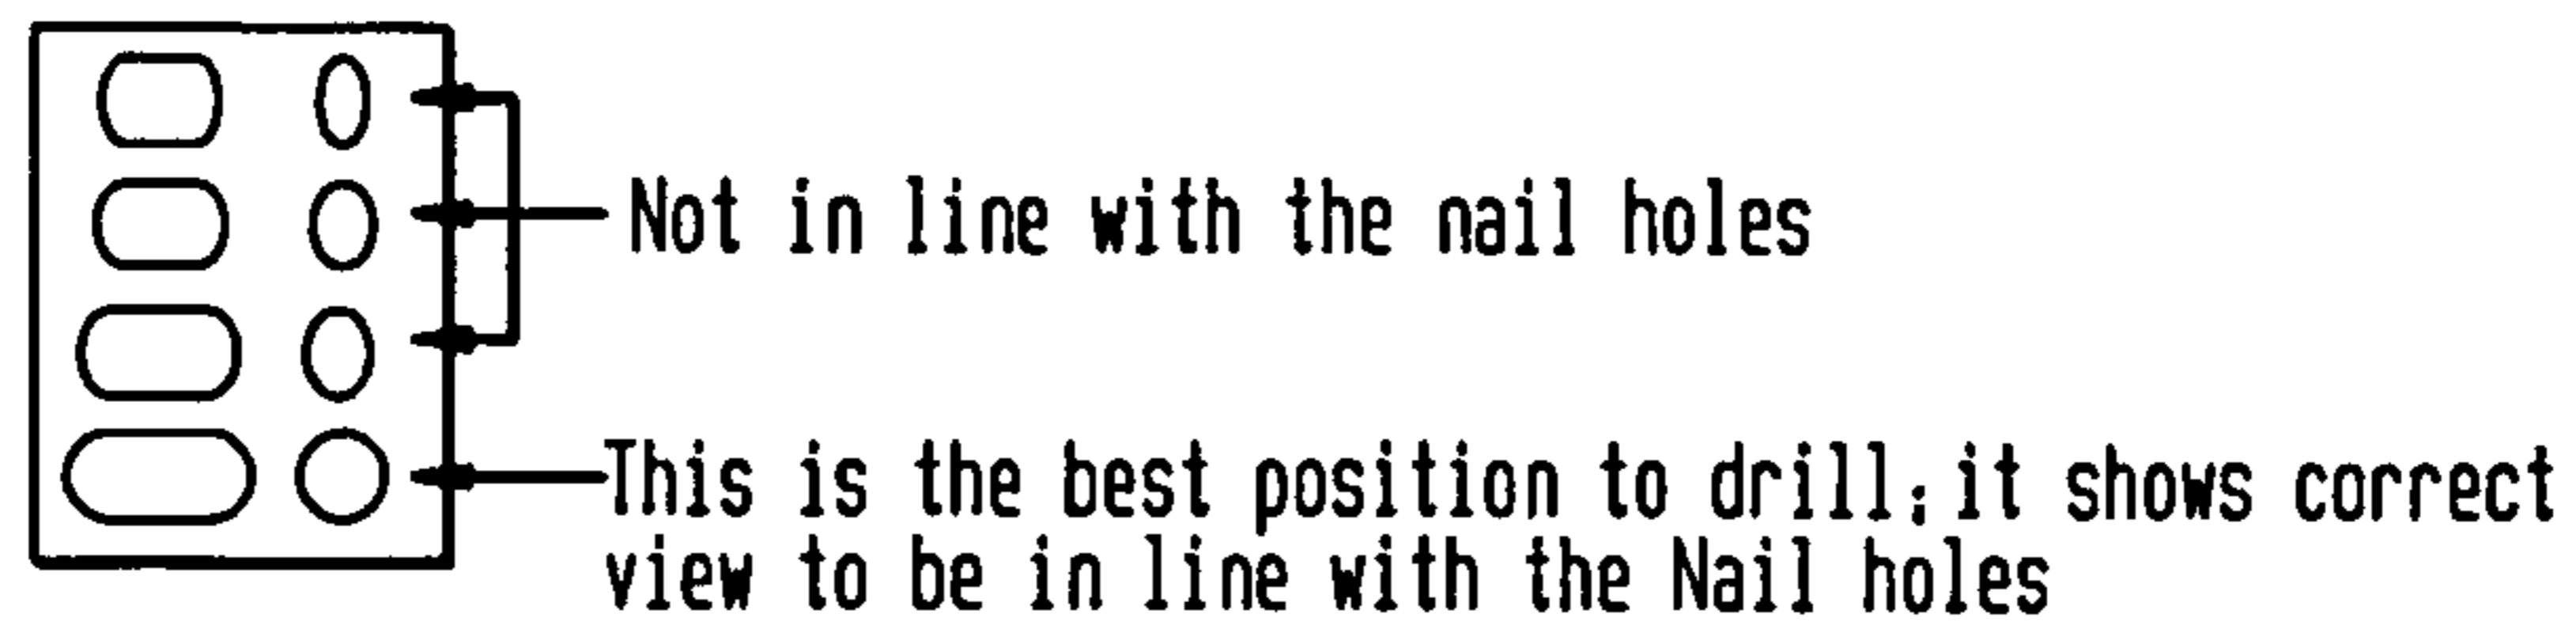 Not in line with the nail holes
This is the best position to drill; it shows correct
view to be in line with the Nail holes